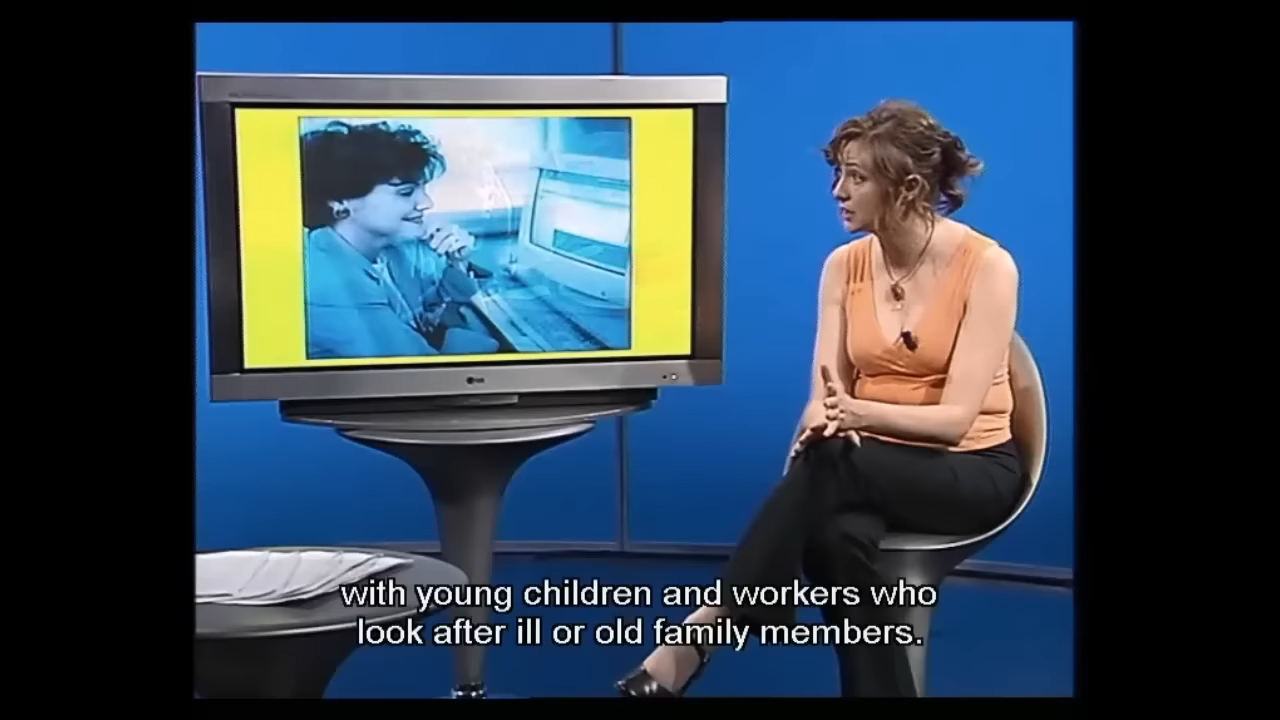 with young children and workers who
look after ill or old family members.